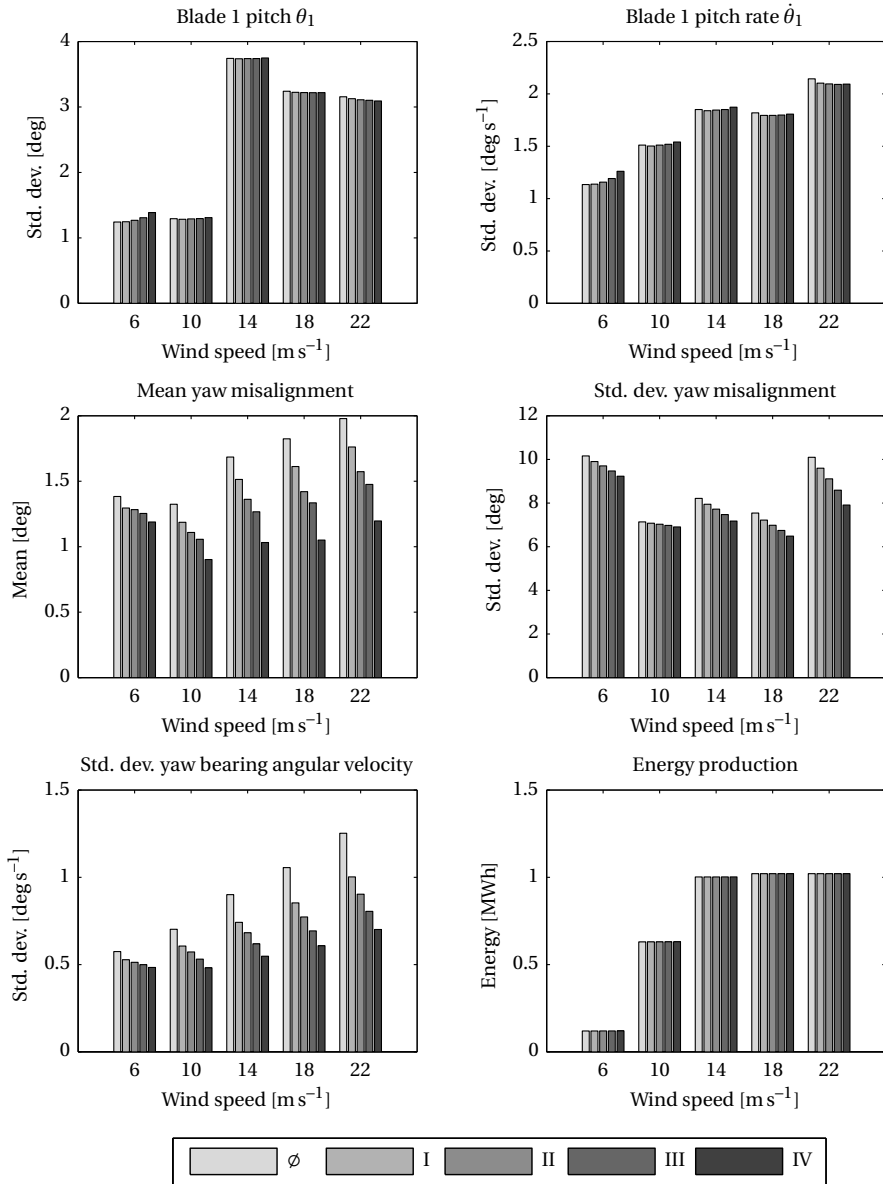 Blade 1 pitch θ₁
Std. dev. [deg]
4
3
2
1
0
6 10 14 18 22
Wind speed [m s⁻¹]
Blade 1 pitch rate θ̇₁
Std. dev. [deg s⁻¹]
2.5
2
1.5
1
0.5
0
6 10 14 18 22
Wind speed [m s⁻¹]
Mean yaw misalignment
Mean [deg]
2
1.5
1
0.5
0
6 10 14 18 22
Wind speed [m s⁻¹]
Std. dev. yaw misalignment
Std. dev. [deg]
12
10
8
6
4
2
0
6 10 14 18 22
Wind speed [m s⁻¹]
Std. dev. yaw bearing angular velocity
Std. dev. [deg s⁻¹]
1.5
1
0.5
0
6 10 14 18 22
Wind speed [m s⁻¹]
Energy production
Energy [MWh]
1.5
1
0.5
0
6 10 14 18 22
Wind speed [m s⁻¹]
∅ I II III IV